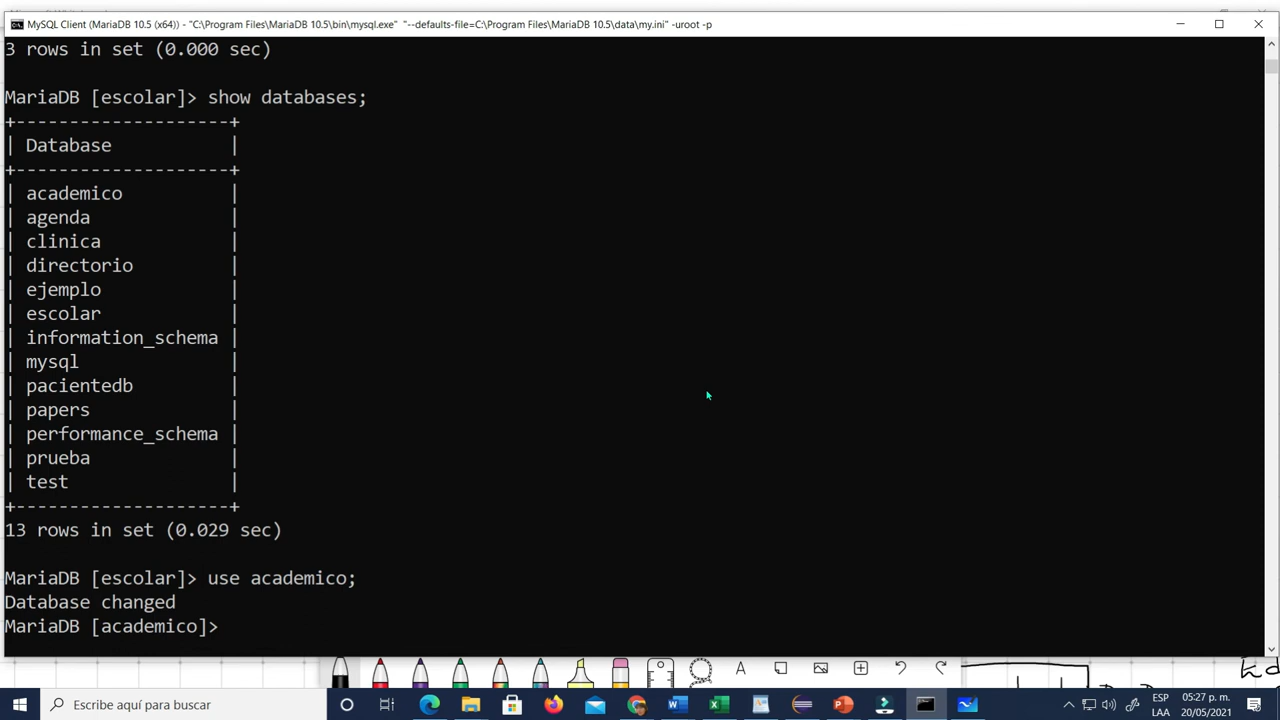 MySQL Client (MariaDB 10.5 (x64)) - "C:\Program Files\MariaDB 10.5\bin\mysql.exe" "--defaults-file=C:\Program Files\MariaDB 10.5\data\my.ini" -uroot -p
3 rows in set (0.000 sec)
MariaDB [escolar]> show databases;
+--------------------+
| Database           |
+--------------------+
| academico          |
| agenda             |
| clinica            |
| directorio         |
| ejemplo            |
| escolar            |
| information_schema |
| mysql              |
| pacientedb         |
| papers             |
| performance_schema |
| prueba             |
| test               |
+--------------------+
13 rows in set (0.029 sec)
MariaDB [escolar]> use academico;
Database changed
MariaDB [academico]>
Escribe aquí para buscar
ESP
LAA
05:27 p. m.
20/05/2021